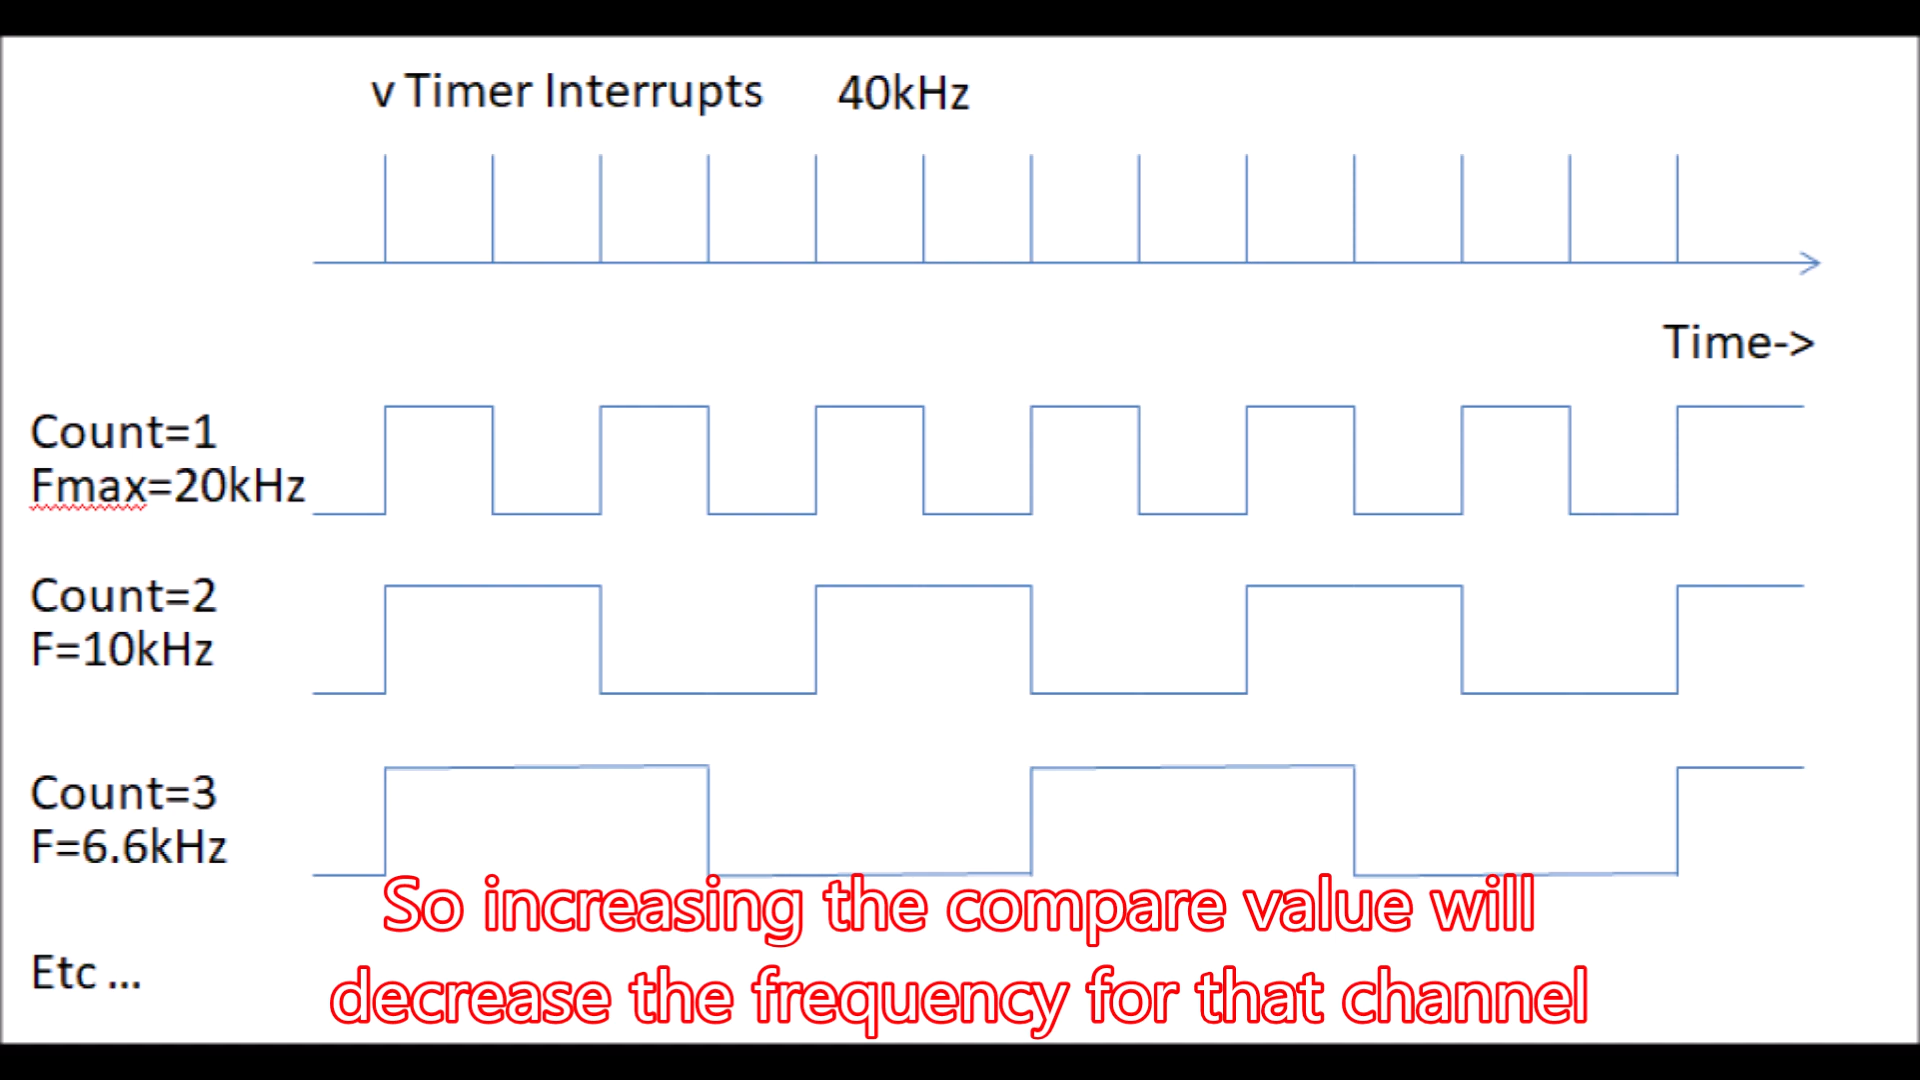 v Timer Interrupts 40kHz
Time->
Count=1
Fmax=20kHz
Count=2
F=10kHz
Count=3
F=6.6kHz
Etc ...
So increasing the compare value will
decrease the frequency for that channel